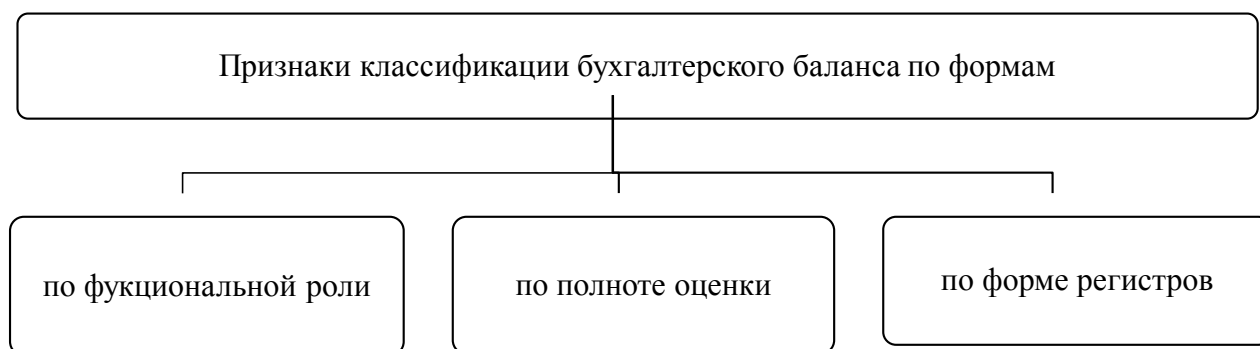 Признаки классификации бухгалтерского баланса по формам
по фукциональной роли
по полноте оценки
по форме регистров